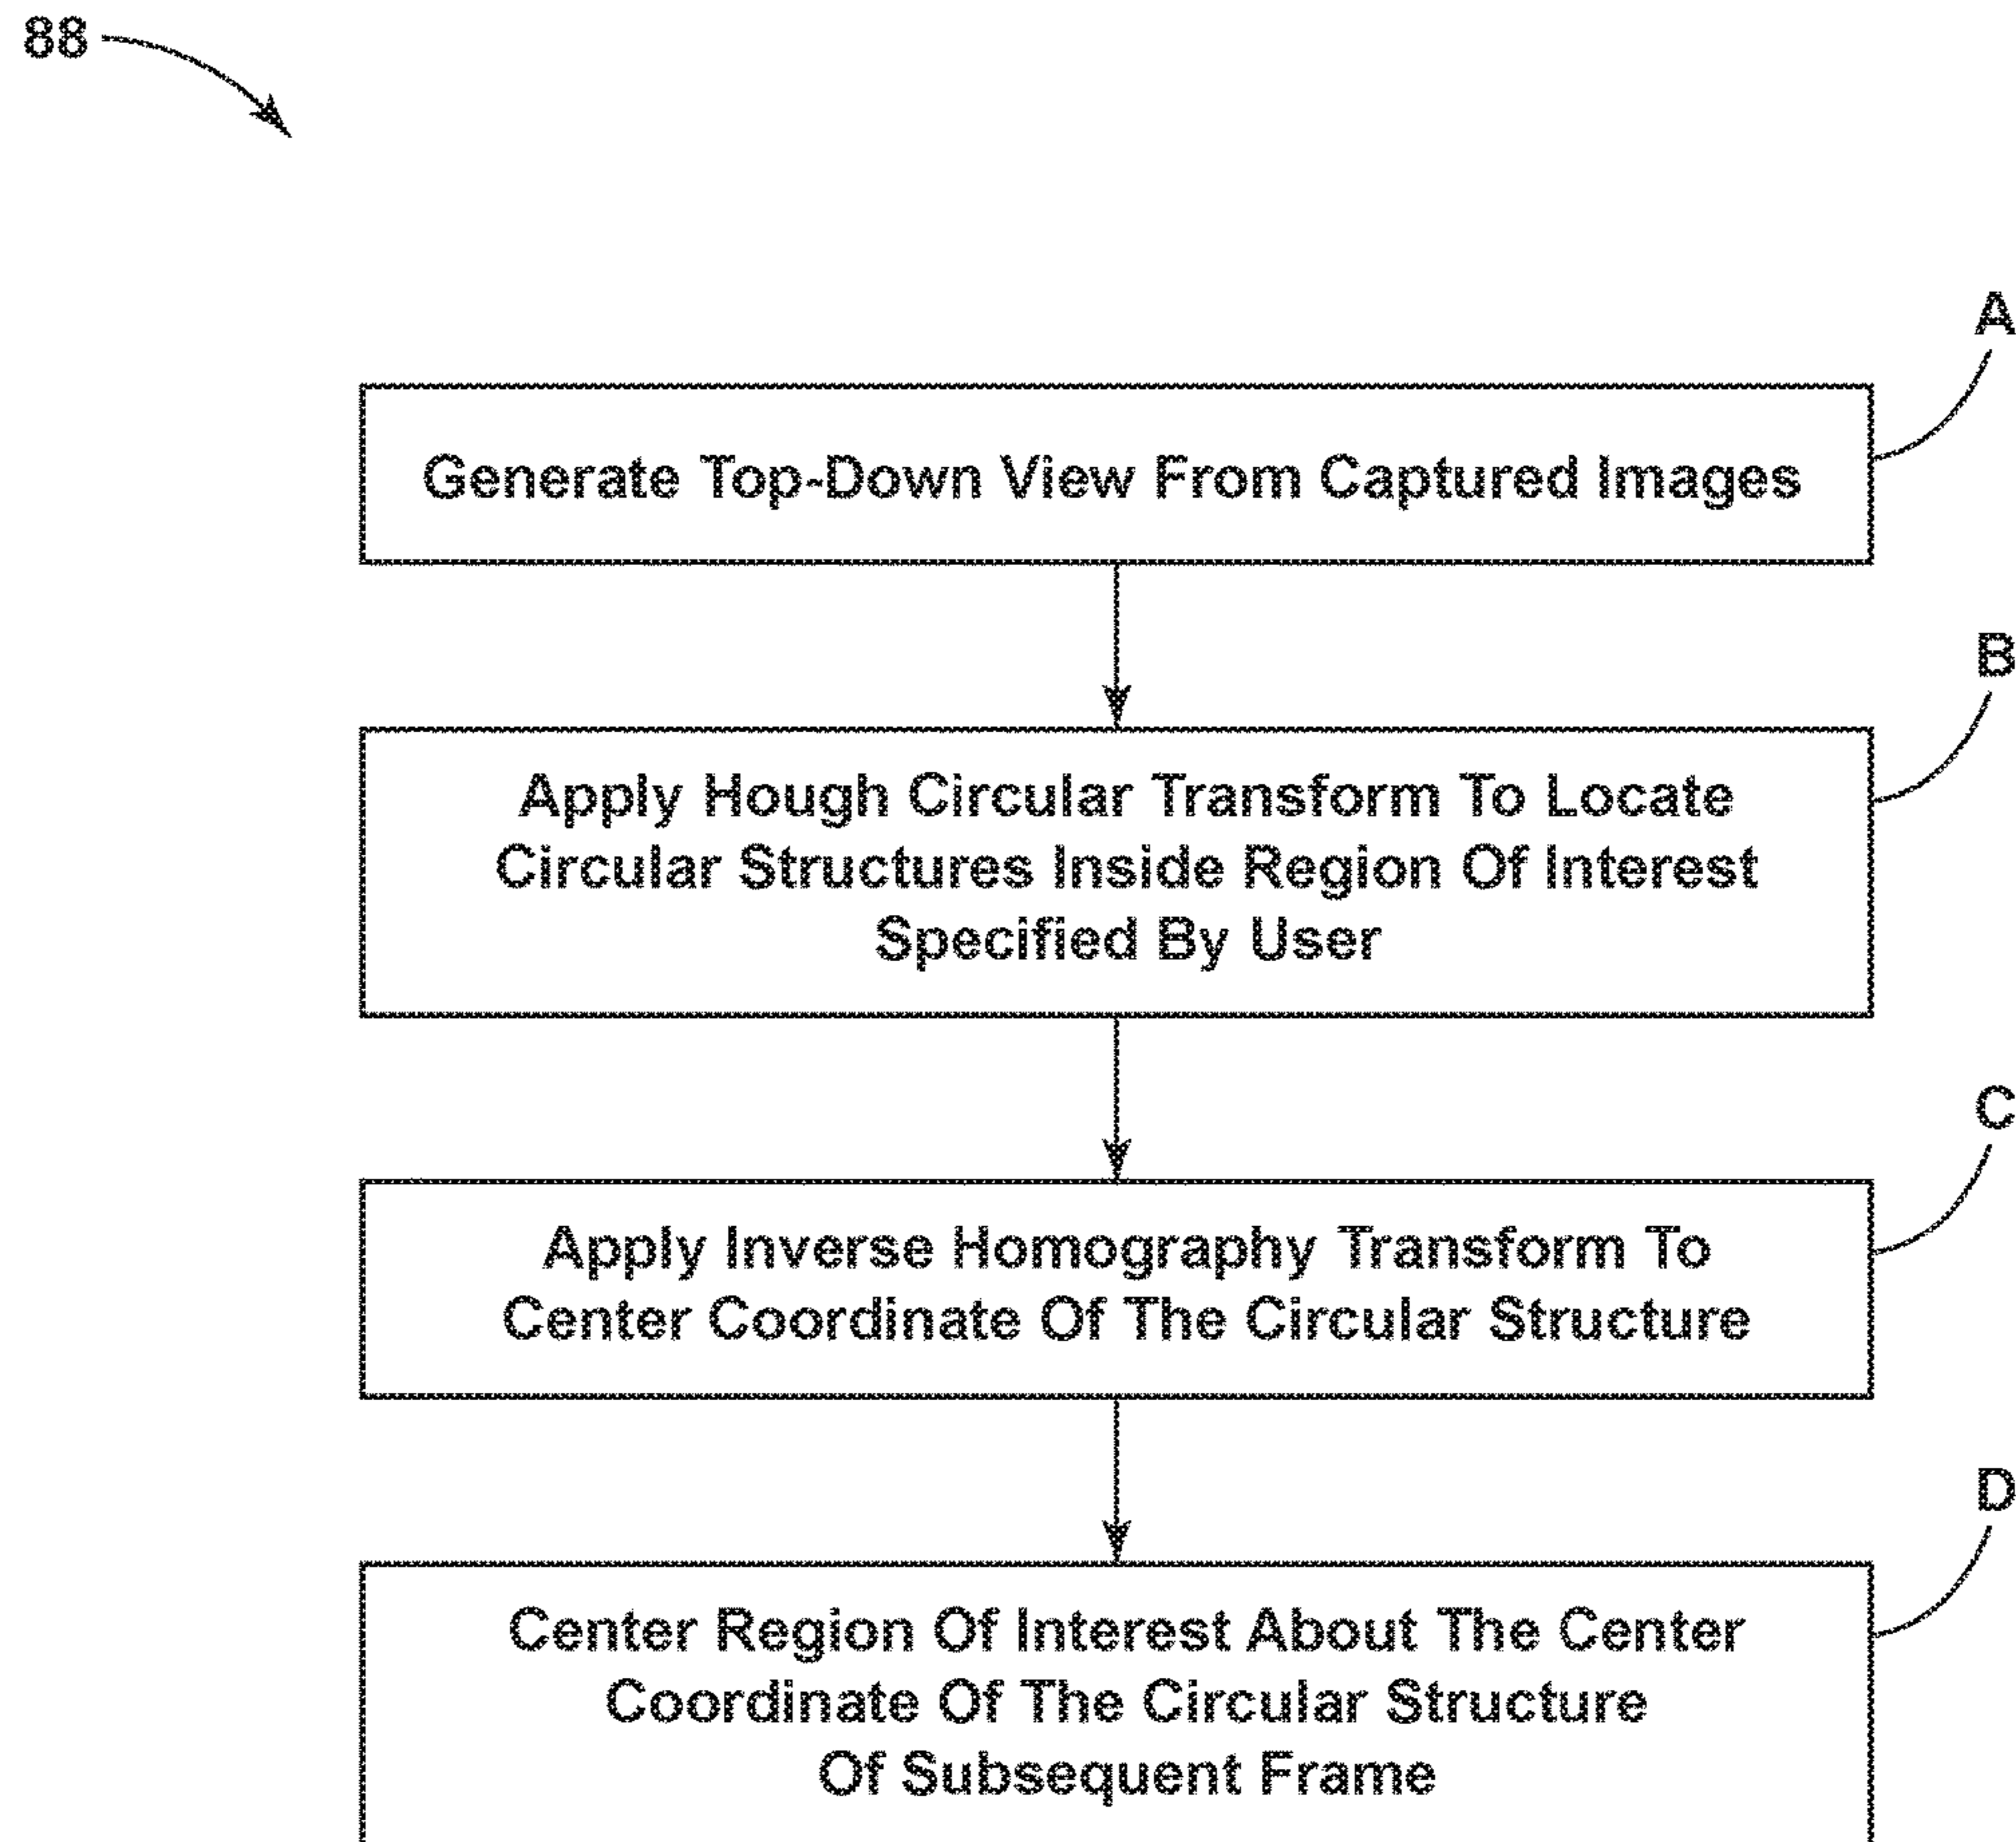 88
A
Generate Top-Down View From Captured Images
B
Apply Hough Circular Transform To Locate
Circular Structures Inside Region Of Interest
Specified By User
C
Apply Inverse Homography Transform To
Center Coordinate Of The Circular Structure
D
Center Region Of Interest About The Center
Coordinate Of The Circular Structure
Of Subsequent Frame